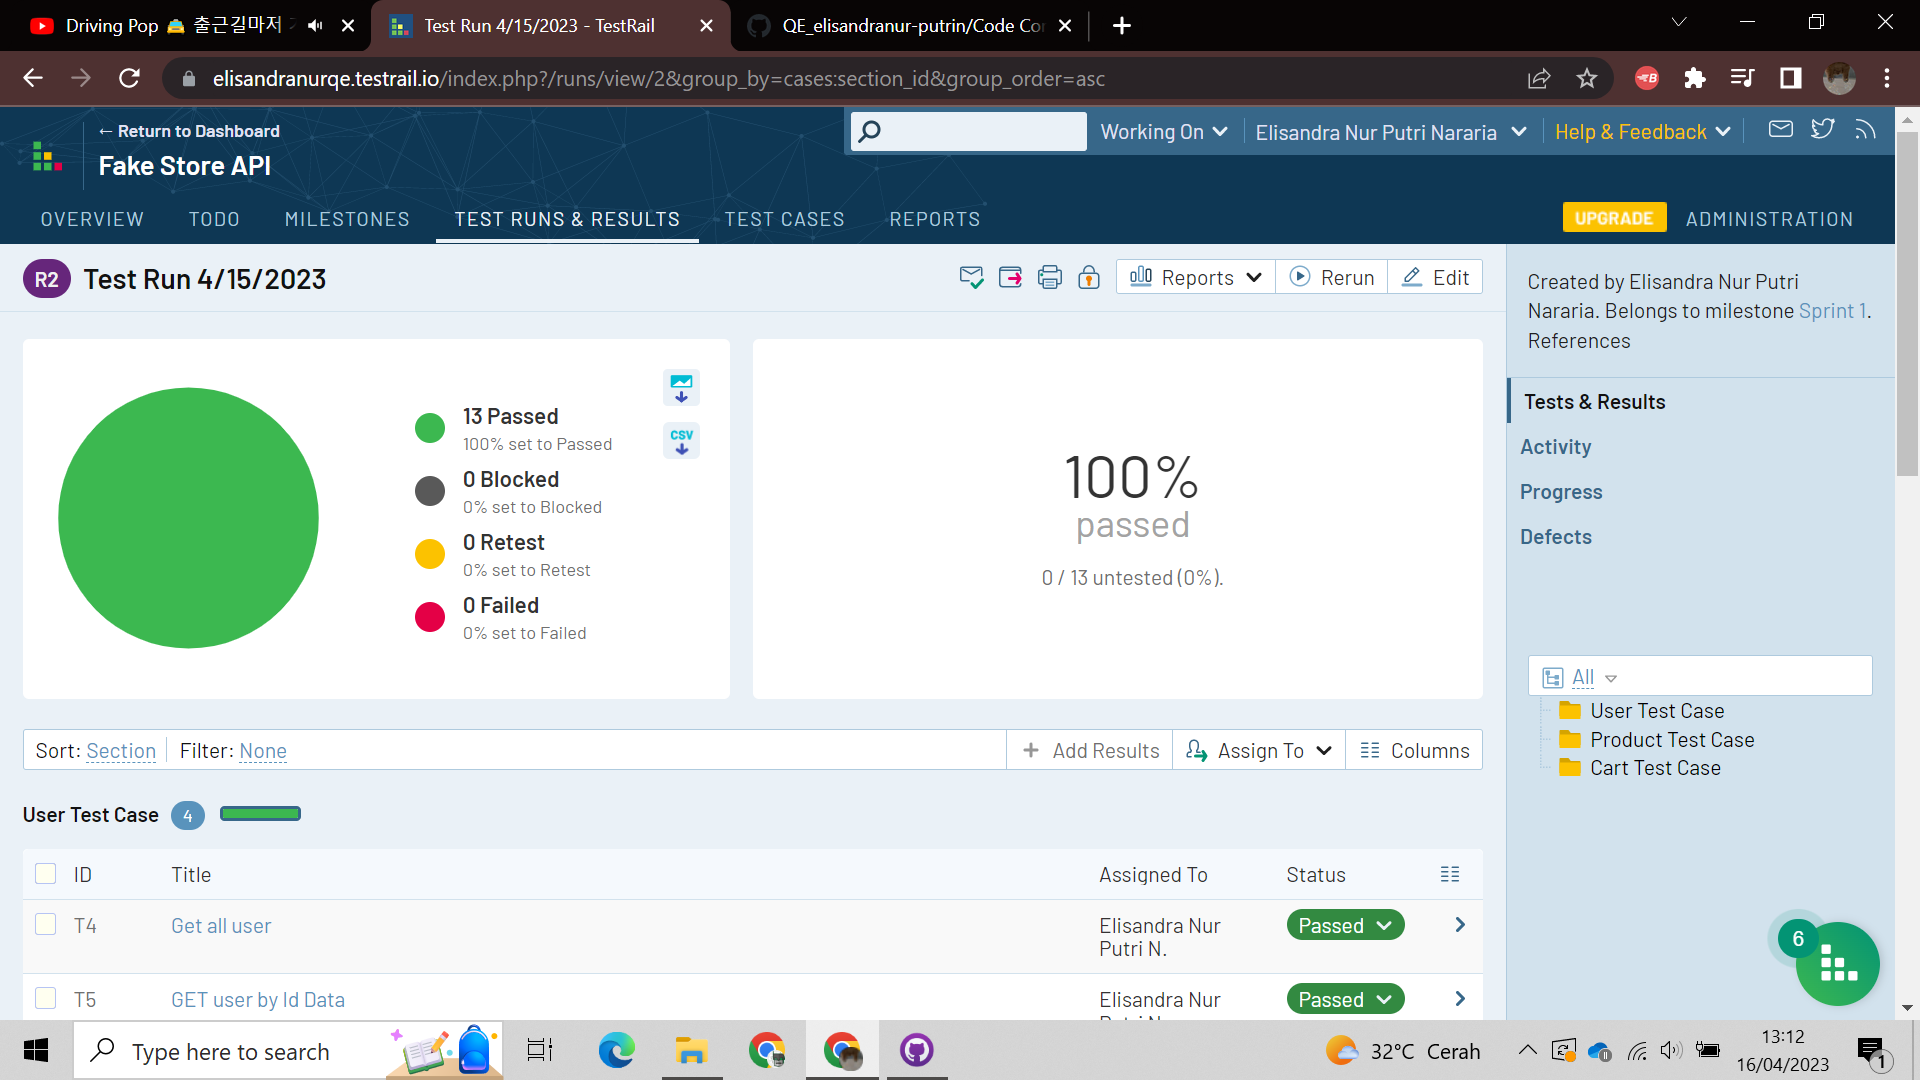 Driving Pop 🚖 출근길마저
Test Run 4/15/2023 - TestRail
QE_elisandranur-putrin/Code Co
elisandranurqe.testrail.io/index.php?/runs/view/2&group_by=cases:section_id&group_order=asc
← Return to Dashboard
Fake Store API
Working On
Elisandra Nur Putri Nararia
Help & Feedback
OVERVIEW
TODO
MILESTONES
TEST RUNS & RESULTS
TEST CASES
REPORTS
UPGRADE
ADMINISTRATION
R2
Test Run 4/15/2023
Reports
Rerun
Edit
Created by Elisandra Nur Putri
Nararia. Belongs to milestone Sprint 1.
References
13 Passed
100% set to Passed
0 Blocked
0% set to Blocked
0 Retest
0% set to Retest
0 Failed
0% set to Failed
CSV
100%
passed
0 / 13 untested (0%).
Tests & Results
Activity
Progress
Defects
All
User Test Case
Product Test Case
Cart Test Case
Sort: Section
Filter: None
Add Results
Assign To
Columns
User Test Case 4
ID
Title
Assigned To
Status
T4
Get all user
Elisandra Nur
Putri N.
Passed
T5
GET user by Id Data
Elisandra Nur
Passed
6
Type here to search
32°C Cerah
13:12
16/04/2023
1